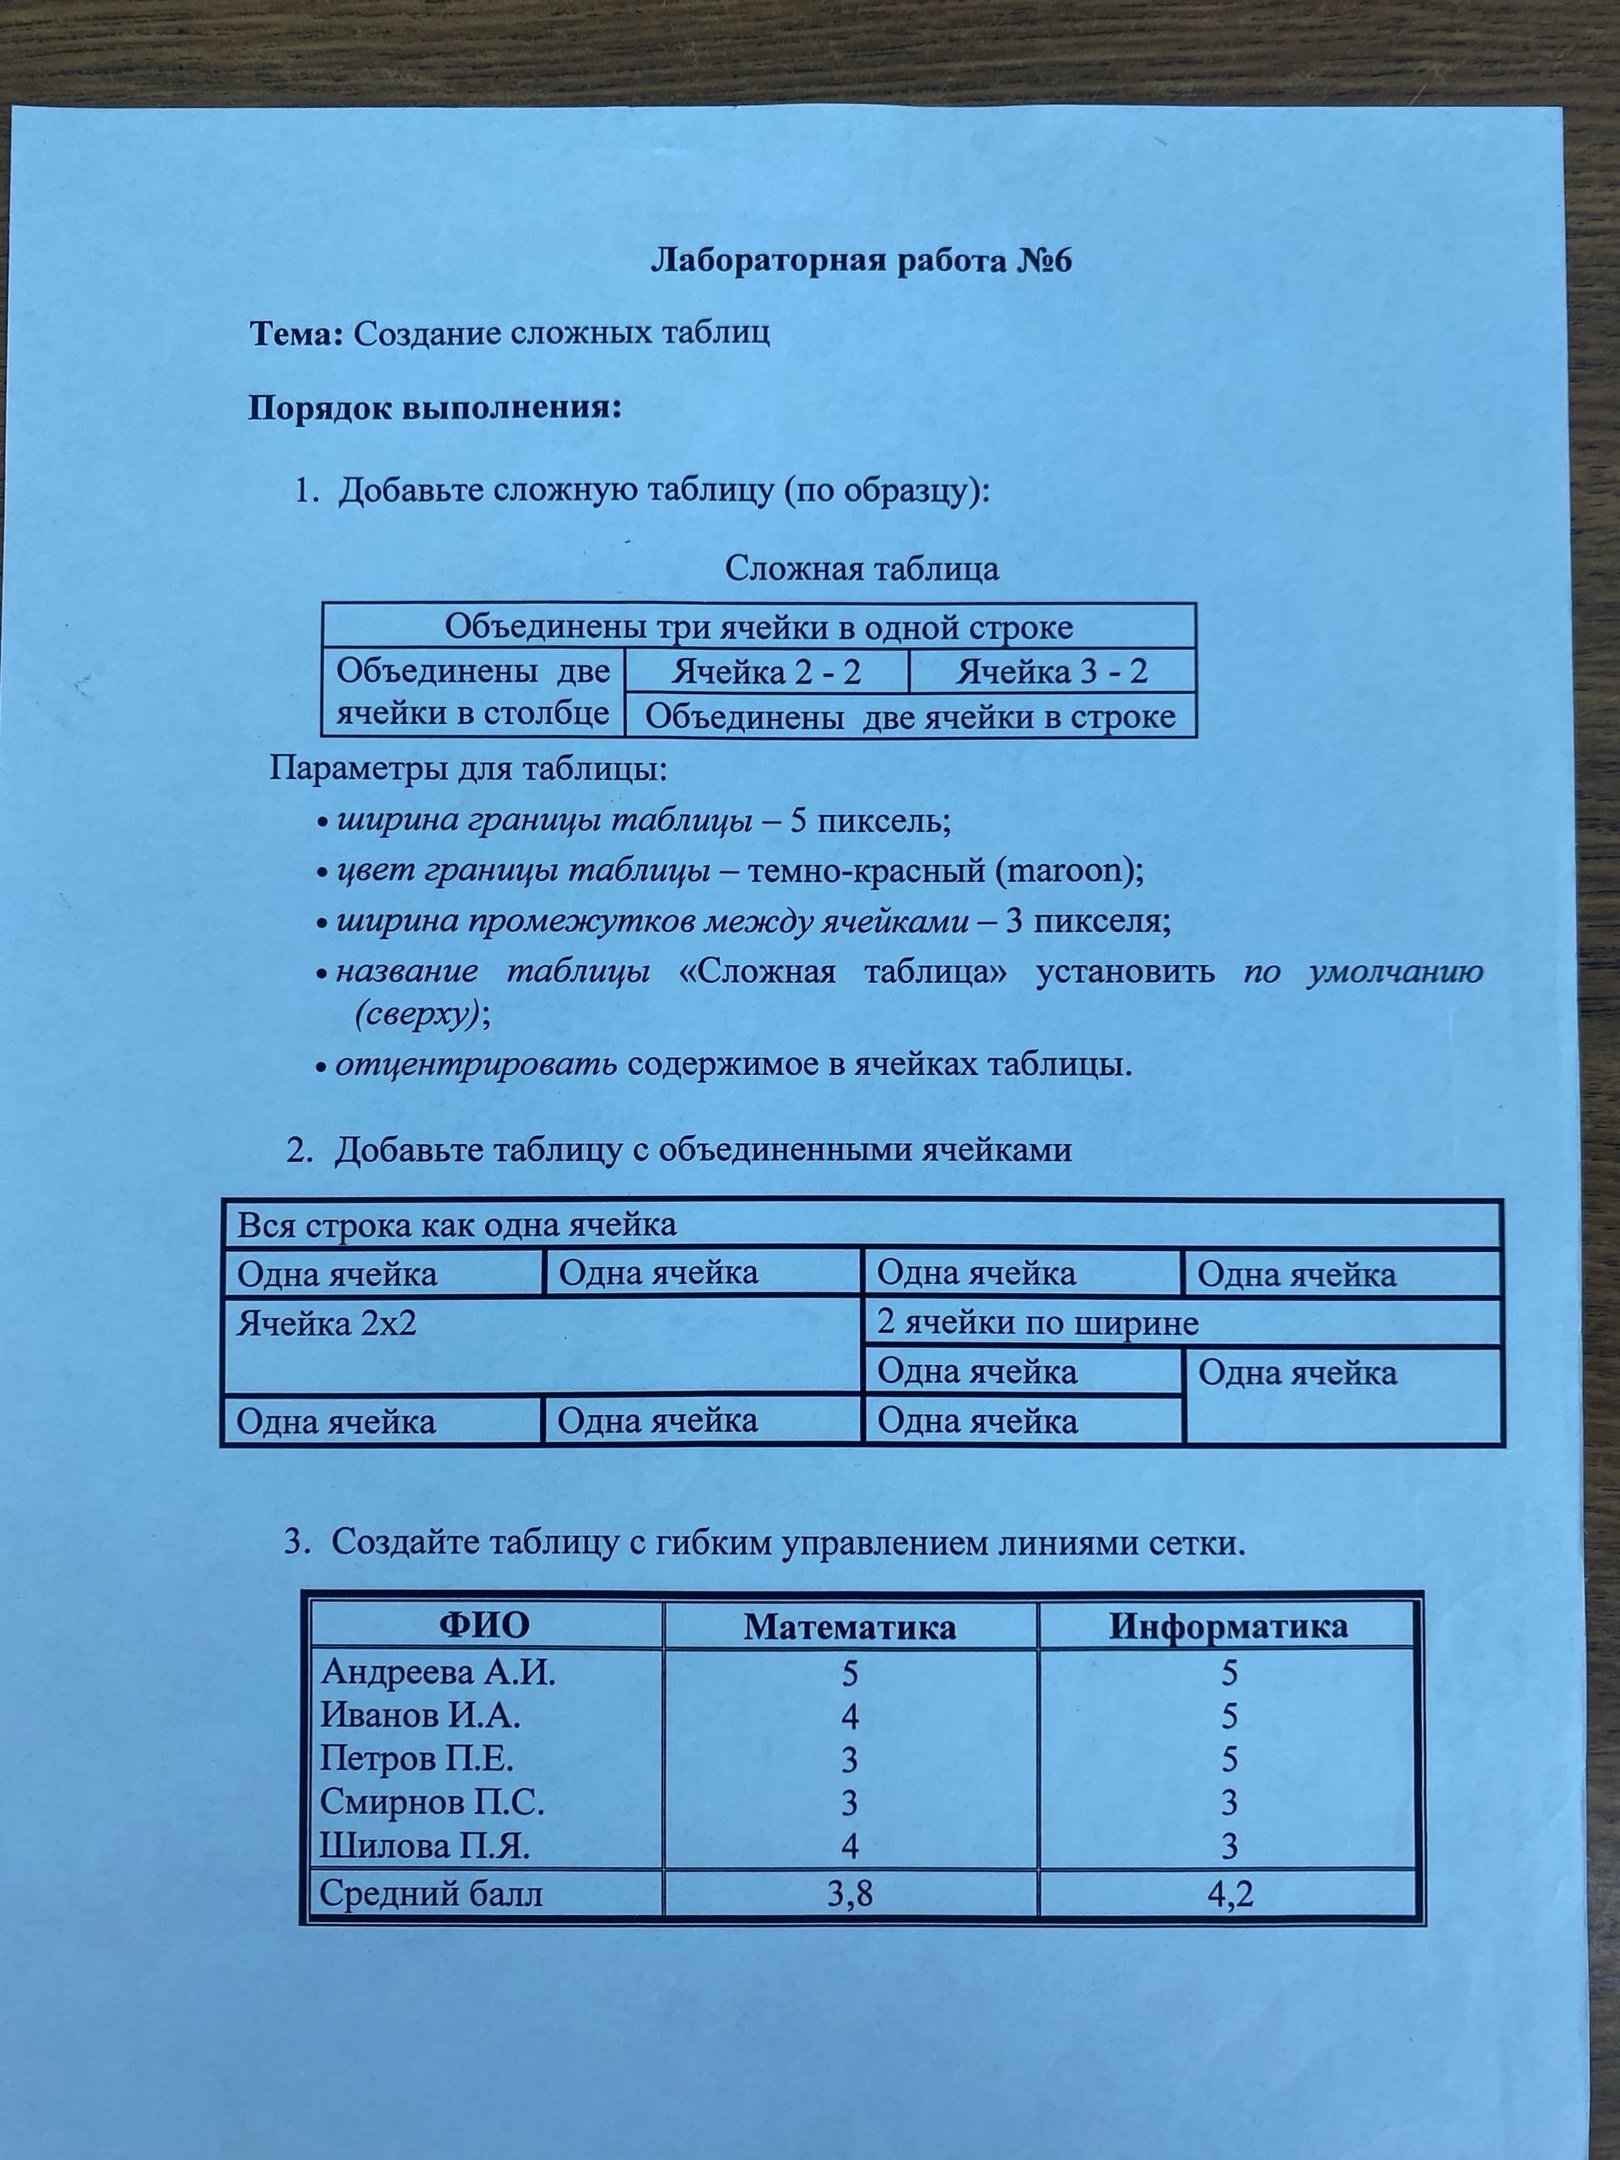 Лабораторная работа №6
Тема: Создание сложных таблиц
Порядок выполнения:
1. Добавьте сложную таблицу (по образцу):
Сложная таблица
Объединены три ячейки в одной строке
Объединены две ячейки в столбце
Ячейка 2 - 2
Ячейка 3 - 2
Объединены две ячейки в строке
Параметры для таблицы:
• ширина границы таблицы – 5 пиксель;
• цвет границы таблицы – темно-красный (maroon);
• ширина промежутков между ячейками – 3 пикселя;
• название таблицы «Сложная таблица» установить по умолчанию
(сверху);
• отцентрировать содержимое в ячейках таблицы.
2. Добавьте таблицу с объединенными ячейками
Вся строка как одна ячейка
Одна ячейка Одна ячейка Одна ячейка Одна ячейка
Ячейка 2х2 2 ячейки по ширине
Одна ячейка Одна ячейка
Одна ячейка Одна ячейка Одна ячейка
3. Создайте таблицу с гибким управлением линиями сетки.
ФИО Математика Информатика
Андреева А.И. 5 5
Иванов И.А. 4 5
Петров П.Е. 3 5
Смирнов П.С. 3 3
Шилова П.Я. 4 3
Средний балл 3,8 4,2